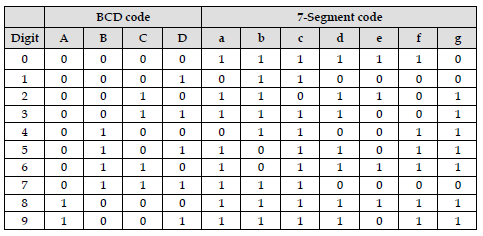 BCD code 7-Segment code
Digit A B C D a b c d e f g
0 0 0 0 0 1 1 1 1 1 1 0
1 0 0 0 1 0 1 1 0 0 0 0
2 0 0 1 0 1 1 0 1 1 0 1
3 0 0 1 1 1 1 1 1 0 0 1
4 0 1 0 0 0 1 1 0 0 1 1
5 0 1 0 1 1 0 1 1 0 1 1
6 0 1 1 0 1 0 1 1 1 1 1
7 0 1 1 1 1 1 1 0 0 0 0
8 1 0 0 0 1 1 1 1 1 1 1
9 1 0 0 1 1 1 1 1 0 1 1